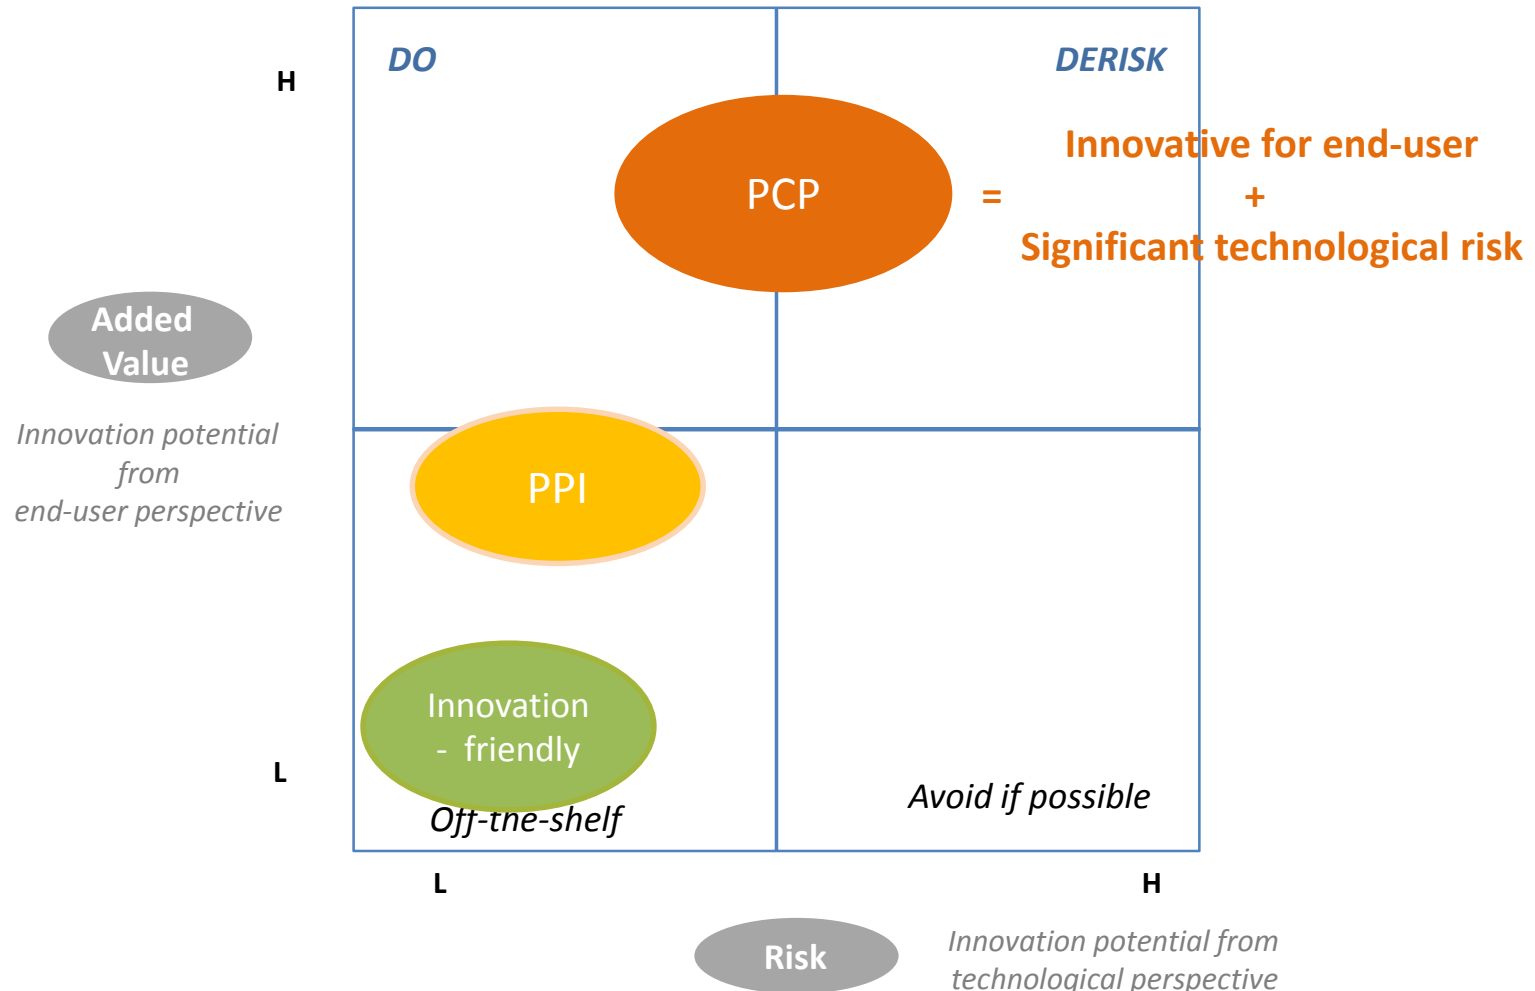 DO
DERISK
H
Innovative for end-user
PCP
=
+
Significant technological risk
Added
Value
Innovation potential
from
end-user perspective
PPI
Innovation
- friendly
L
Avoid if possible
Off-the-shelf
L
H
Risk
Innovation potential from
technological perspective